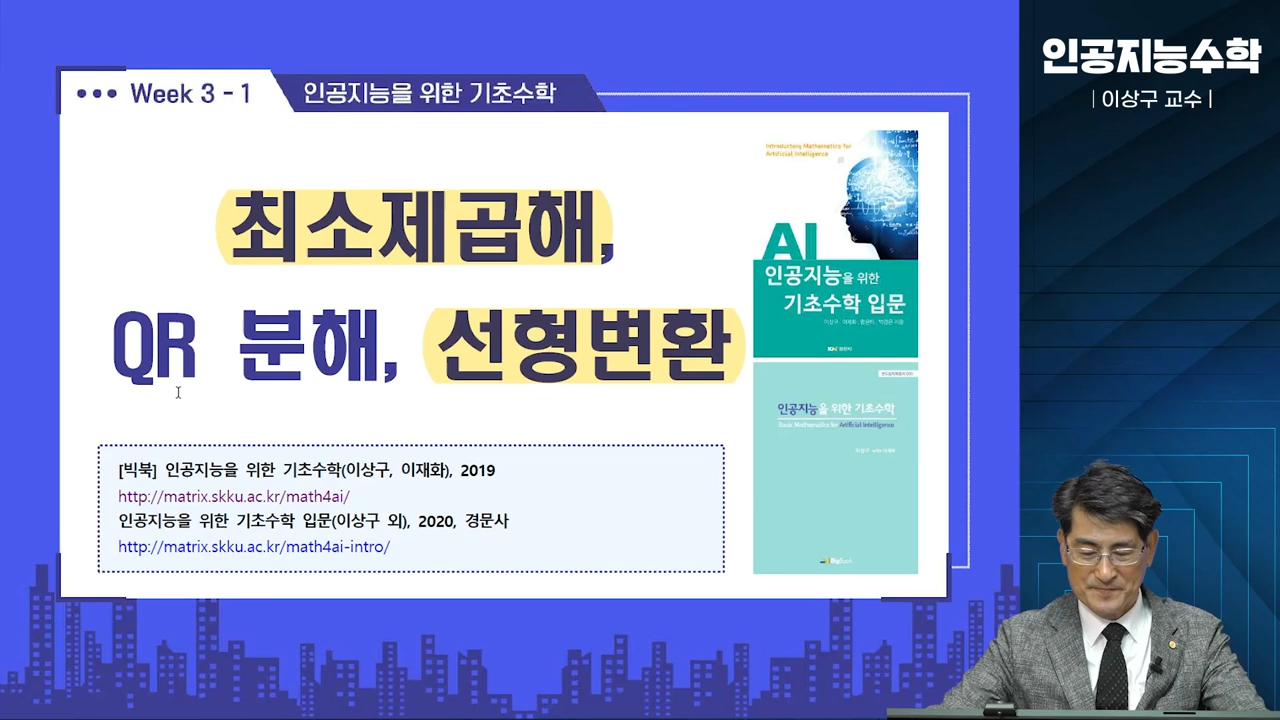 인공지능수학
| 이상구 교수 |
Week 3 - 1
인공지능을 위한 기초수학
최소제곱해,
QR 분해, 선형변환
[빅북] 인공지능을 위한 기초수학(이상구, 이재화), 2019
http://matrix.skku.ac.kr/math4ai/
인공지능을 위한 기초수학 입문(이상구 외), 2020, 경문사
http://matrix.skku.ac.kr/math4ai-intro/
Introductory Mathematics for
Artificial Intelligence
AI
인공지능을 위한
기초수학 입문
인공지능을 위한 기초수학
Basic Mathematics for Artificial Intelligence
BigBook